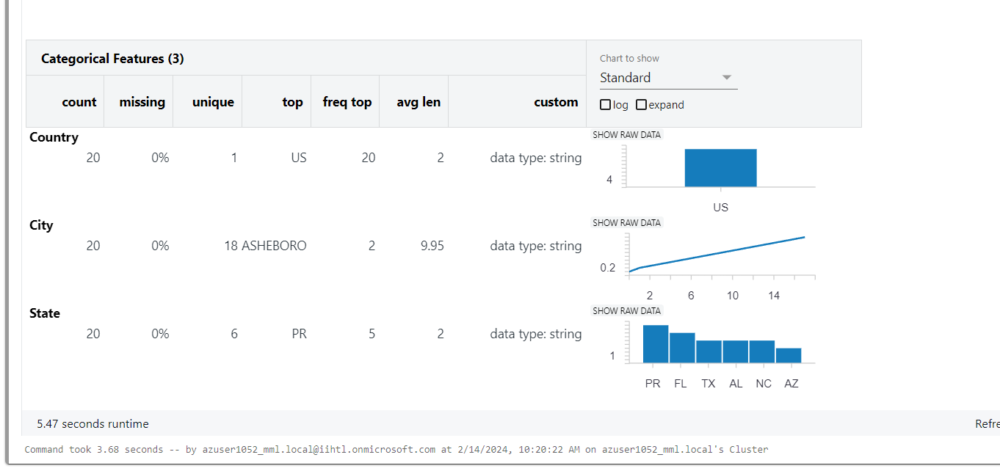 Categorical Features (3)
Chart to show
Standard
log expand
count missing unique top freq top avg len custom
Country
SHOW RAW DATA
20 0% 1 US 20 2 data type: string
4
US
City
SHOW RAW DATA
20 0% 18 ASHEBORO 2 9.95 data type: string
0.2
2 6 10 14
State
SHOW RAW DATA
20 0% 6 PR 5 2 data type: string
1
PR FL TX AL NC AZ
5.47 seconds runtime
Refre
Command took 3.68 seconds -- by azuser1052_mml.local@iihtl.onmicrosoft.com at 2/14/2024, 10:20:22 AM on azuser1052_mml.local's Cluster